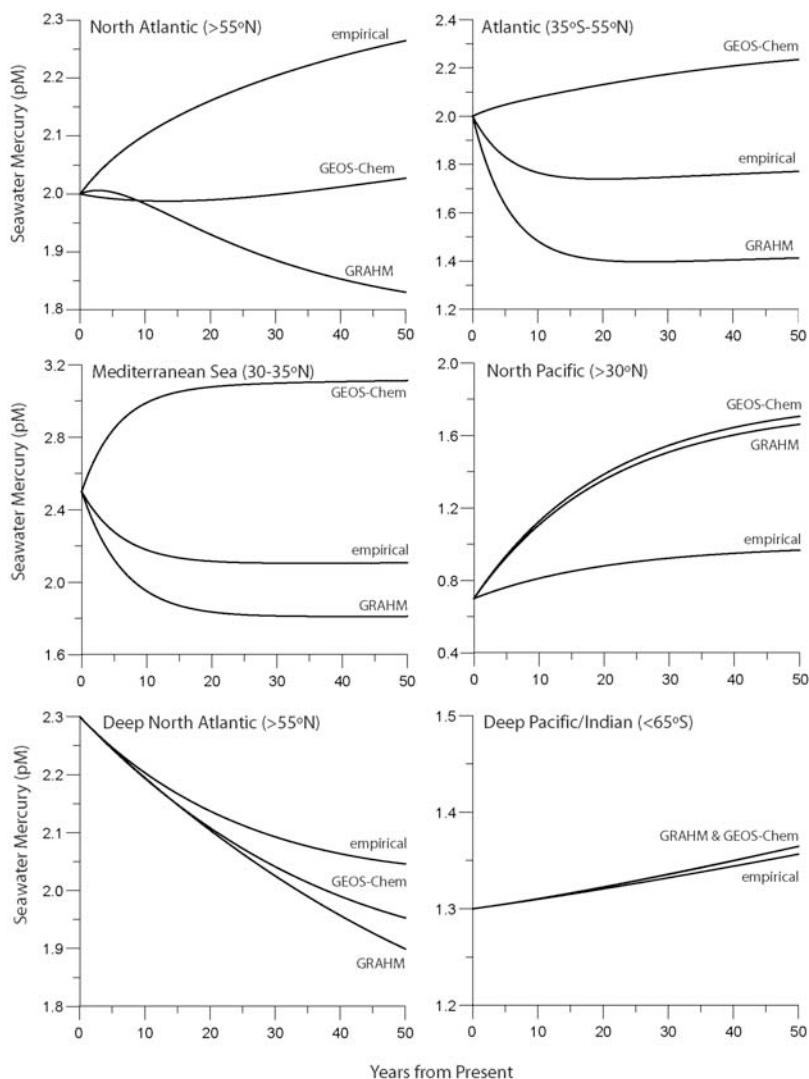 North Atlantic (>55ºN)
empirical
GEOS-Chem
GRAHM
Seawater Mercury (pM)
2.3
2.2
2.1
2.0
1.9
1.8
0 10 20 30 40 50
Atlantic (35ºS-55ºN)
GEOS-Chem
empirical
GRAHM
2.4
2.2
2.0
1.8
1.6
1.4
1.2
0 10 20 30 40 50
Mediterranean Sea (30-35ºN)
GEOS-Chem
empirical
GRAHM
Seawater Mercury (pM)
3.2
2.8
2.4
2.0
1.6
0 10 20 30 40 50
North Pacific (>30ºN)
GEOS-Chem
GRAHM
empirical
2.0
1.6
1.2
0.8
0.4
0 10 20 30 40 50
Deep North Atlantic (>55ºN)
empirical
GEOS-Chem
GRAHM
Seawater Mercury (pM)
2.3
2.2
2.1
2.0
1.9
1.8
0 10 20 30 40 50
Deep Pacific/Indian (<65ºS)
GRAHM & GEOS-Chem
empirical
1.5
1.4
1.3
1.2
0 10 20 30 40 50
Years from Present